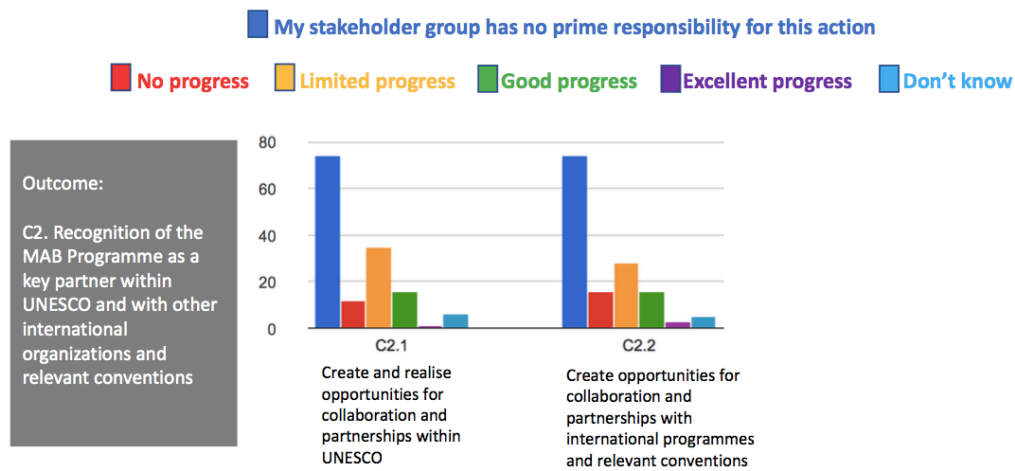 My stakeholder group has no prime responsibility for this action
No progress
Limited progress
Good progress
Excellent progress
Don't know
Outcome:
C2. Recognition of the
MAB Programme as a
key partner within
UNESCO and with other
international
organizations and
relevant conventions
80
60
40
20
0
C2.1
C2.2
Create and realise
opportunities for
collaboration and
partnerships within
UNESCO
Create opportunities for
collaboration and
partnerships with
international programmes
and relevant conventions